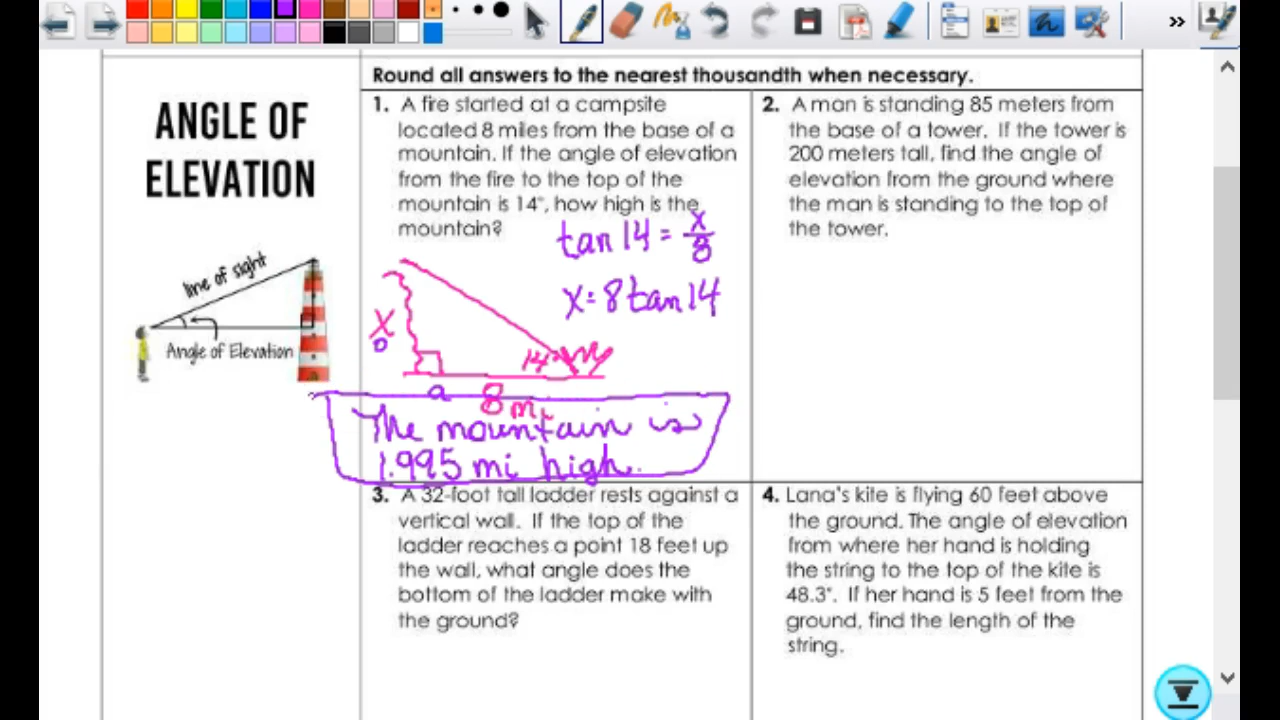 »
Round all answers to the nearest thousandth when necessary.
ANGLE OF
ELEVATION
line of sight
Angle of Elevation
1. A fire started at a campsite
located 8 miles from the base of a
mountain. If the angle of elevation
from the fire to the top of the
mountain is 14°, how high is the
mountain?
tan 14 = x/8
x = 8 tan 14
x
o
14°
a
8 mi
The mountain is
1.995 mi high.
2. A man is standing 85 meters from
the base of a tower. If the tower is
200 meters tall, find the angle of
elevation from the ground where
the man is standing to the top of
the tower.
3. A 32-foot tall ladder rests against a
vertical wall. If the top of the
ladder reaches a point 18 feet up
the wall, what angle does the
bottom of the ladder make with
the ground?
4. Lana's kite is flying 60 feet above
the ground. The angle of elevation
from where her hand is holding
the string to the top of the kite is
48.3°. If her hand is 5 feet from the
ground, find the length of the
string.